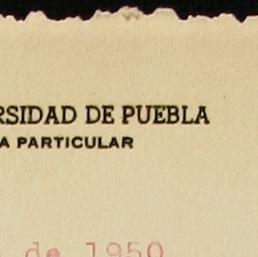 RSIDAD DE PUEBLA
A PARTICULAR
de 1950